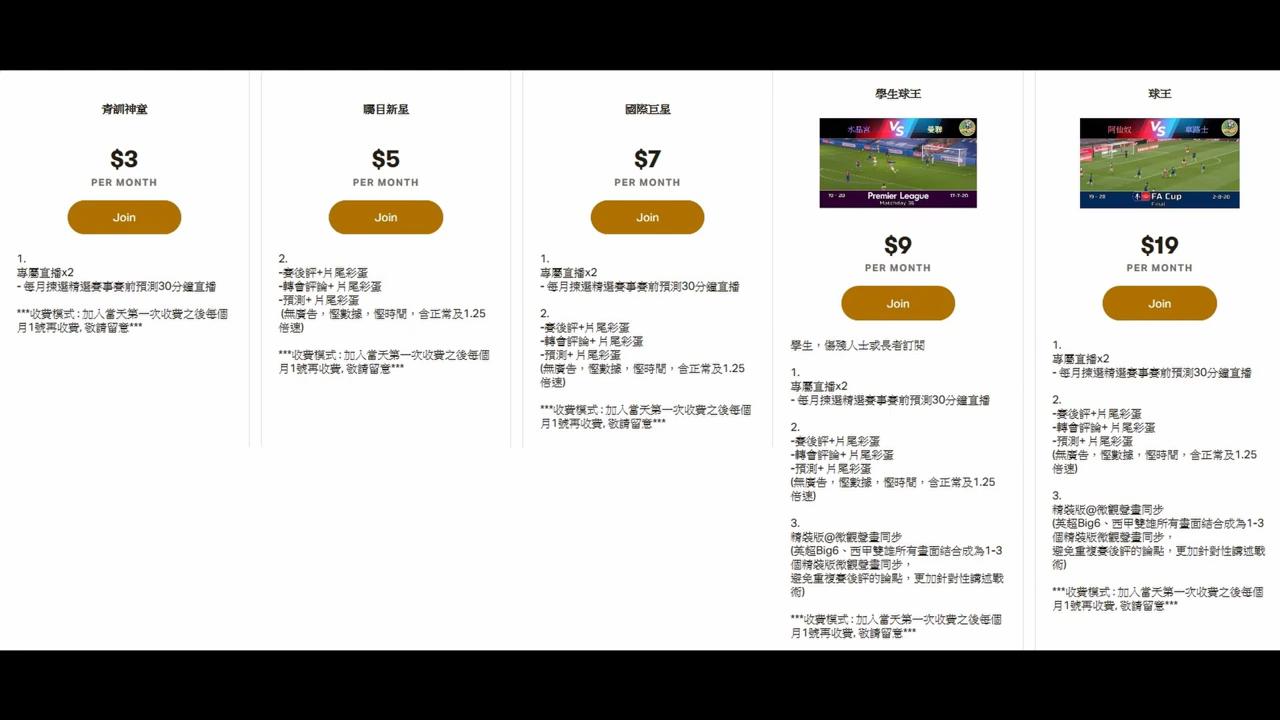 青訓神童
$3
PER MONTH
Join
1.
專屬直播x2
- 每月揀選精選賽事賽前預測30分鐘直播
***收費模式 : 加入當天第一次收費之後每個
月1號再收費, 敬請留意***
矚目新星
$5
PER MONTH
Join
2.
-賽後評+片尾彩蛋
-轉會評論+ 片尾彩蛋
-預測+ 片尾彩蛋
(無廣告，慳數據，慳時間，含正常及1.25
倍速)
***收費模式 : 加入當天第一次收費之後每個
月1號再收費, 敬請留意***
國際巨星
$7
PER MONTH
Join
1.
專屬直播x2
- 每月揀選精選賽事賽前預測30分鐘直播
2.
-賽後評+片尾彩蛋
-轉會評論+ 片尾彩蛋
-預測+ 片尾彩蛋
(無廣告，慳數據，慳時間，含正常及1.25
倍速)
***收費模式 : 加入當天第一次收費之後每個
月1號再收費, 敬請留意***
學生球王
水晶宮 VS 曼聯
19 - 20 Premier League 17-7-20
Matchday 36
$9
PER MONTH
Join
學生，傷殘人士或長者訂閱
1.
專屬直播x2
- 每月揀選精選賽事賽前預測30分鐘直播
2.
-賽後評+片尾彩蛋
-轉會評論+ 片尾彩蛋
-預測+ 片尾彩蛋
(無廣告，慳數據，慳時間，含正常及1.25
倍速)
3.
精裝版@微觀聲畫同步
(英超Big6、西甲雙雄所有畫面結合成為1-3
個精裝版微觀聲畫同步，
避免重複賽後評的論點，更加針對性講述戰
術)
***收費模式 : 加入當天第一次收費之後每個
月1號再收費, 敬請留意***
球王
阿仙奴 VS 車路士
19 - 20 FA Cup 2-8-20
Final
$19
PER MONTH
Join
1.
專屬直播x2
- 每月揀選精選賽事賽前預測30分鐘直播
2.
-賽後評+片尾彩蛋
-轉會評論+ 片尾彩蛋
-預測+ 片尾彩蛋
(無廣告，慳數據，慳時間，含正常及1.25
倍速)
3.
精裝版@微觀聲畫同步
(英超Big6、西甲雙雄所有畫面結合成為1-3
個精裝版微觀聲畫同步，
避免重複賽後評的論點，更加針對性講述戰
術)
***收費模式 : 加入當天第一次收費之後每個
月1號再收費, 敬請留意***